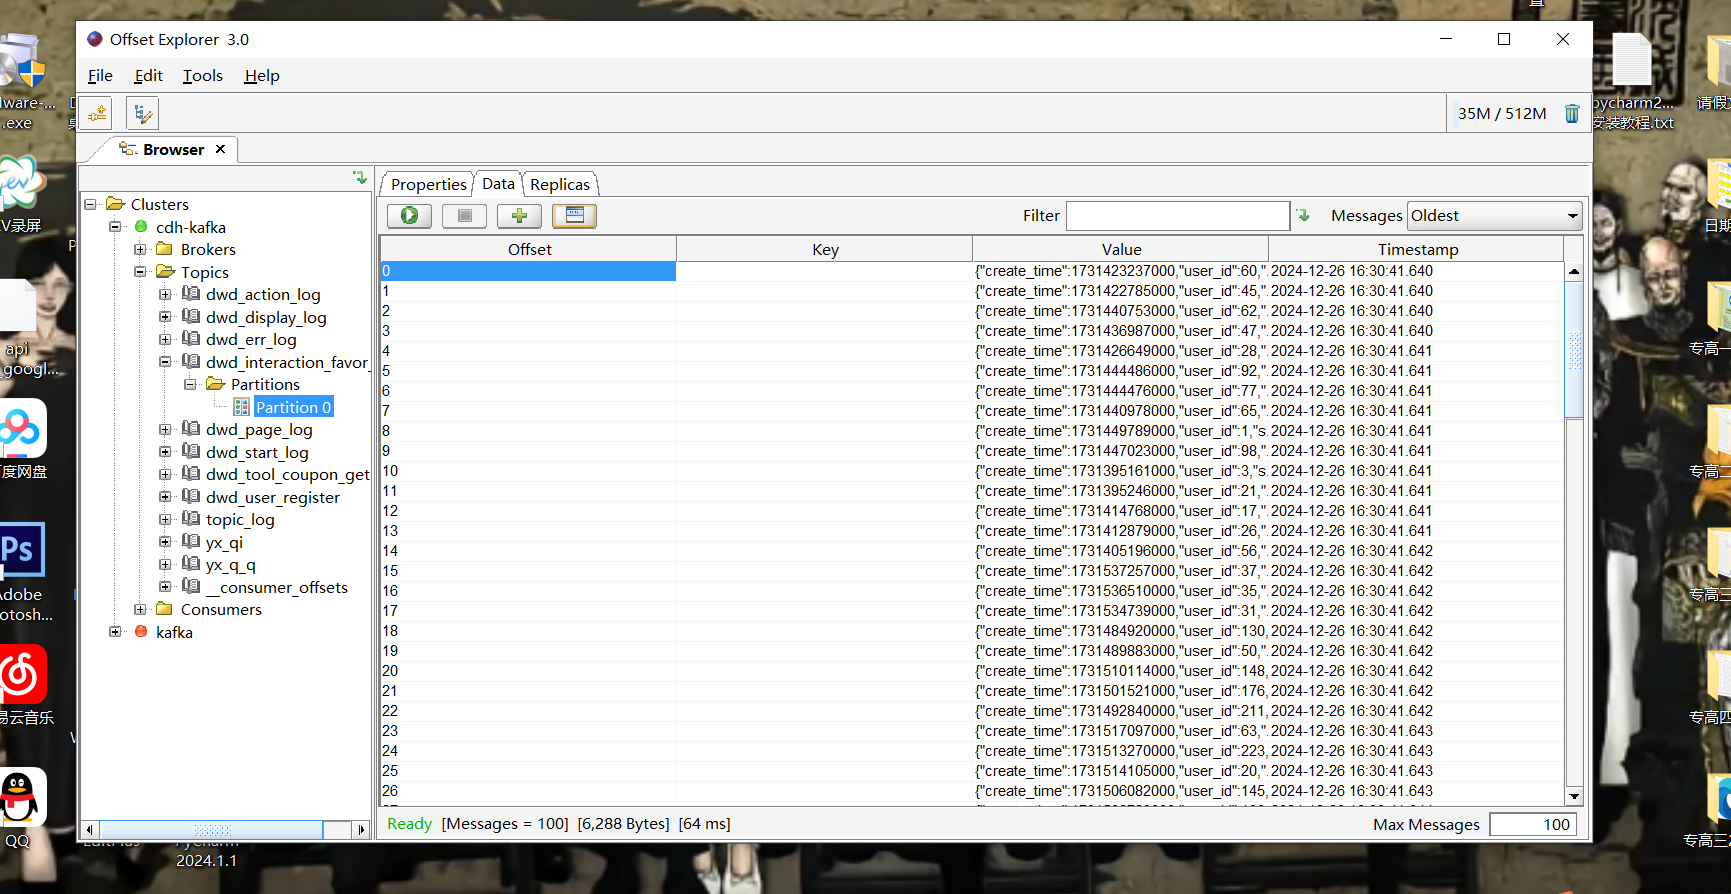 Offset Explorer 3.0
File Edit Tools Help
35M / 512M
Browser
Properties Data Replicas
Filter Messages Oldest
Clusters
cdh-kafka
Brokers
Topics
dwd_action_log
dwd_display_log
dwd_err_log
dwd_interaction_favor_
Partitions
Partition 0
dwd_page_log
dwd_start_log
dwd_tool_coupon_get
dwd_user_register
topic_log
yx_qi
yx_q_q
__consumer_offsets
Consumers
kafka
Offset Key Value Timestamp
0 {"create_time":1731423237000,"user_id":60,". 2024-12-26 16:30:41.640
1 {"create_time":1731422785000,"user_id":45,". 2024-12-26 16:30:41.640
2 {"create_time":1731440753000,"user_id":62,". 2024-12-26 16:30:41.640
3 {"create_time":1731436987000,"user_id":47,". 2024-12-26 16:30:41.640
4 {"create_time":1731426649000,"user_id":28,". 2024-12-26 16:30:41.641
5 {"create_time":1731444486000,"user_id":92,". 2024-12-26 16:30:41.641
6 {"create_time":1731444476000,"user_id":77,". 2024-12-26 16:30:41.641
7 {"create_time":1731440978000,"user_id":65,". 2024-12-26 16:30:41.641
8 {"create_time":1731449789000,"user_id":1,"s. 2024-12-26 16:30:41.641
9 {"create_time":1731447023000,"user_id":98,". 2024-12-26 16:30:41.641
10 {"create_time":1731395161000,"user_id":3,"s. 2024-12-26 16:30:41.641
11 {"create_time":1731395246000,"user_id":21,". 2024-12-26 16:30:41.641
12 {"create_time":1731414768000,"user_id":17,". 2024-12-26 16:30:41.641
13 {"create_time":1731412879000,"user_id":26,". 2024-12-26 16:30:41.641
14 {"create_time":1731405196000,"user_id":56,". 2024-12-26 16:30:41.642
15 {"create_time":1731537257000,"user_id":37,". 2024-12-26 16:30:41.642
16 {"create_time":1731536510000,"user_id":35,". 2024-12-26 16:30:41.642
17 {"create_time":1731534739000,"user_id":31,". 2024-12-26 16:30:41.642
18 {"create_time":1731484920000,"user_id":130, 2024-12-26 16:30:41.642
19 {"create_time":1731489883000,"user_id":50,". 2024-12-26 16:30:41.642
20 {"create_time":1731510114000,"user_id":148, 2024-12-26 16:30:41.642
21 {"create_time":1731501521000,"user_id":176, 2024-12-26 16:30:41.642
22 {"create_time":1731492840000,"user_id":211, 2024-12-26 16:30:41.642
23 {"create_time":1731517097000,"user_id":63,". 2024-12-26 16:30:41.643
24 {"create_time":1731513270000,"user_id":223, 2024-12-26 16:30:41.643
25 {"create_time":1731514105000,"user_id":20,". 2024-12-26 16:30:41.643
26 {"create_time":1731506082000,"user_id":145, 2024-12-26 16:30:41.643
Ready [Messages = 100] [6,288 Bytes] [64 ms]
Max Messages 100
lware-...
.exe
V录屏
api
_googl...
度网盘
Ps
Adobe
otosh...
易云音乐
QQ
2024.1.1
pycharm2...
安装教程.txt
请假
日期
专高一
专高二
专高三
专高四
专高三